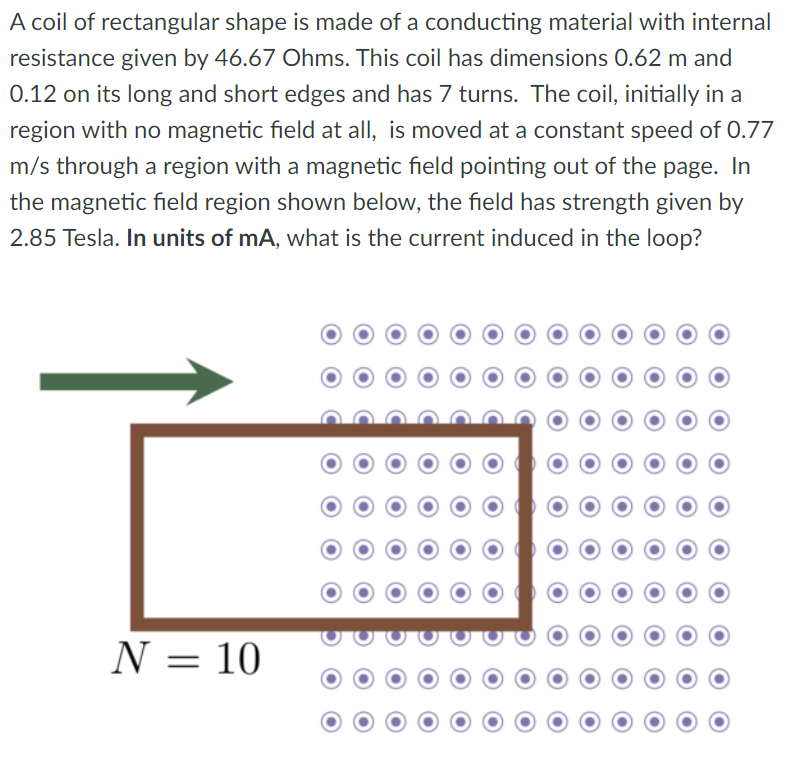 A coil of rectangular shape is made of a conducting material with internal
resistance given by 46.67 Ohms. This coil has dimensions 0.62 m and
0.12 on its long and short edges and has 7 turns.  The coil, initially in a
region with no magnetic field at all,  is moved at a constant speed of 0.77
m/s through a region with a magnetic field pointing out of the page.  In
the magnetic field region shown below, the field has strength given by
2.85 Tesla. In units of mA, what is the current induced in the loop?
N = 10